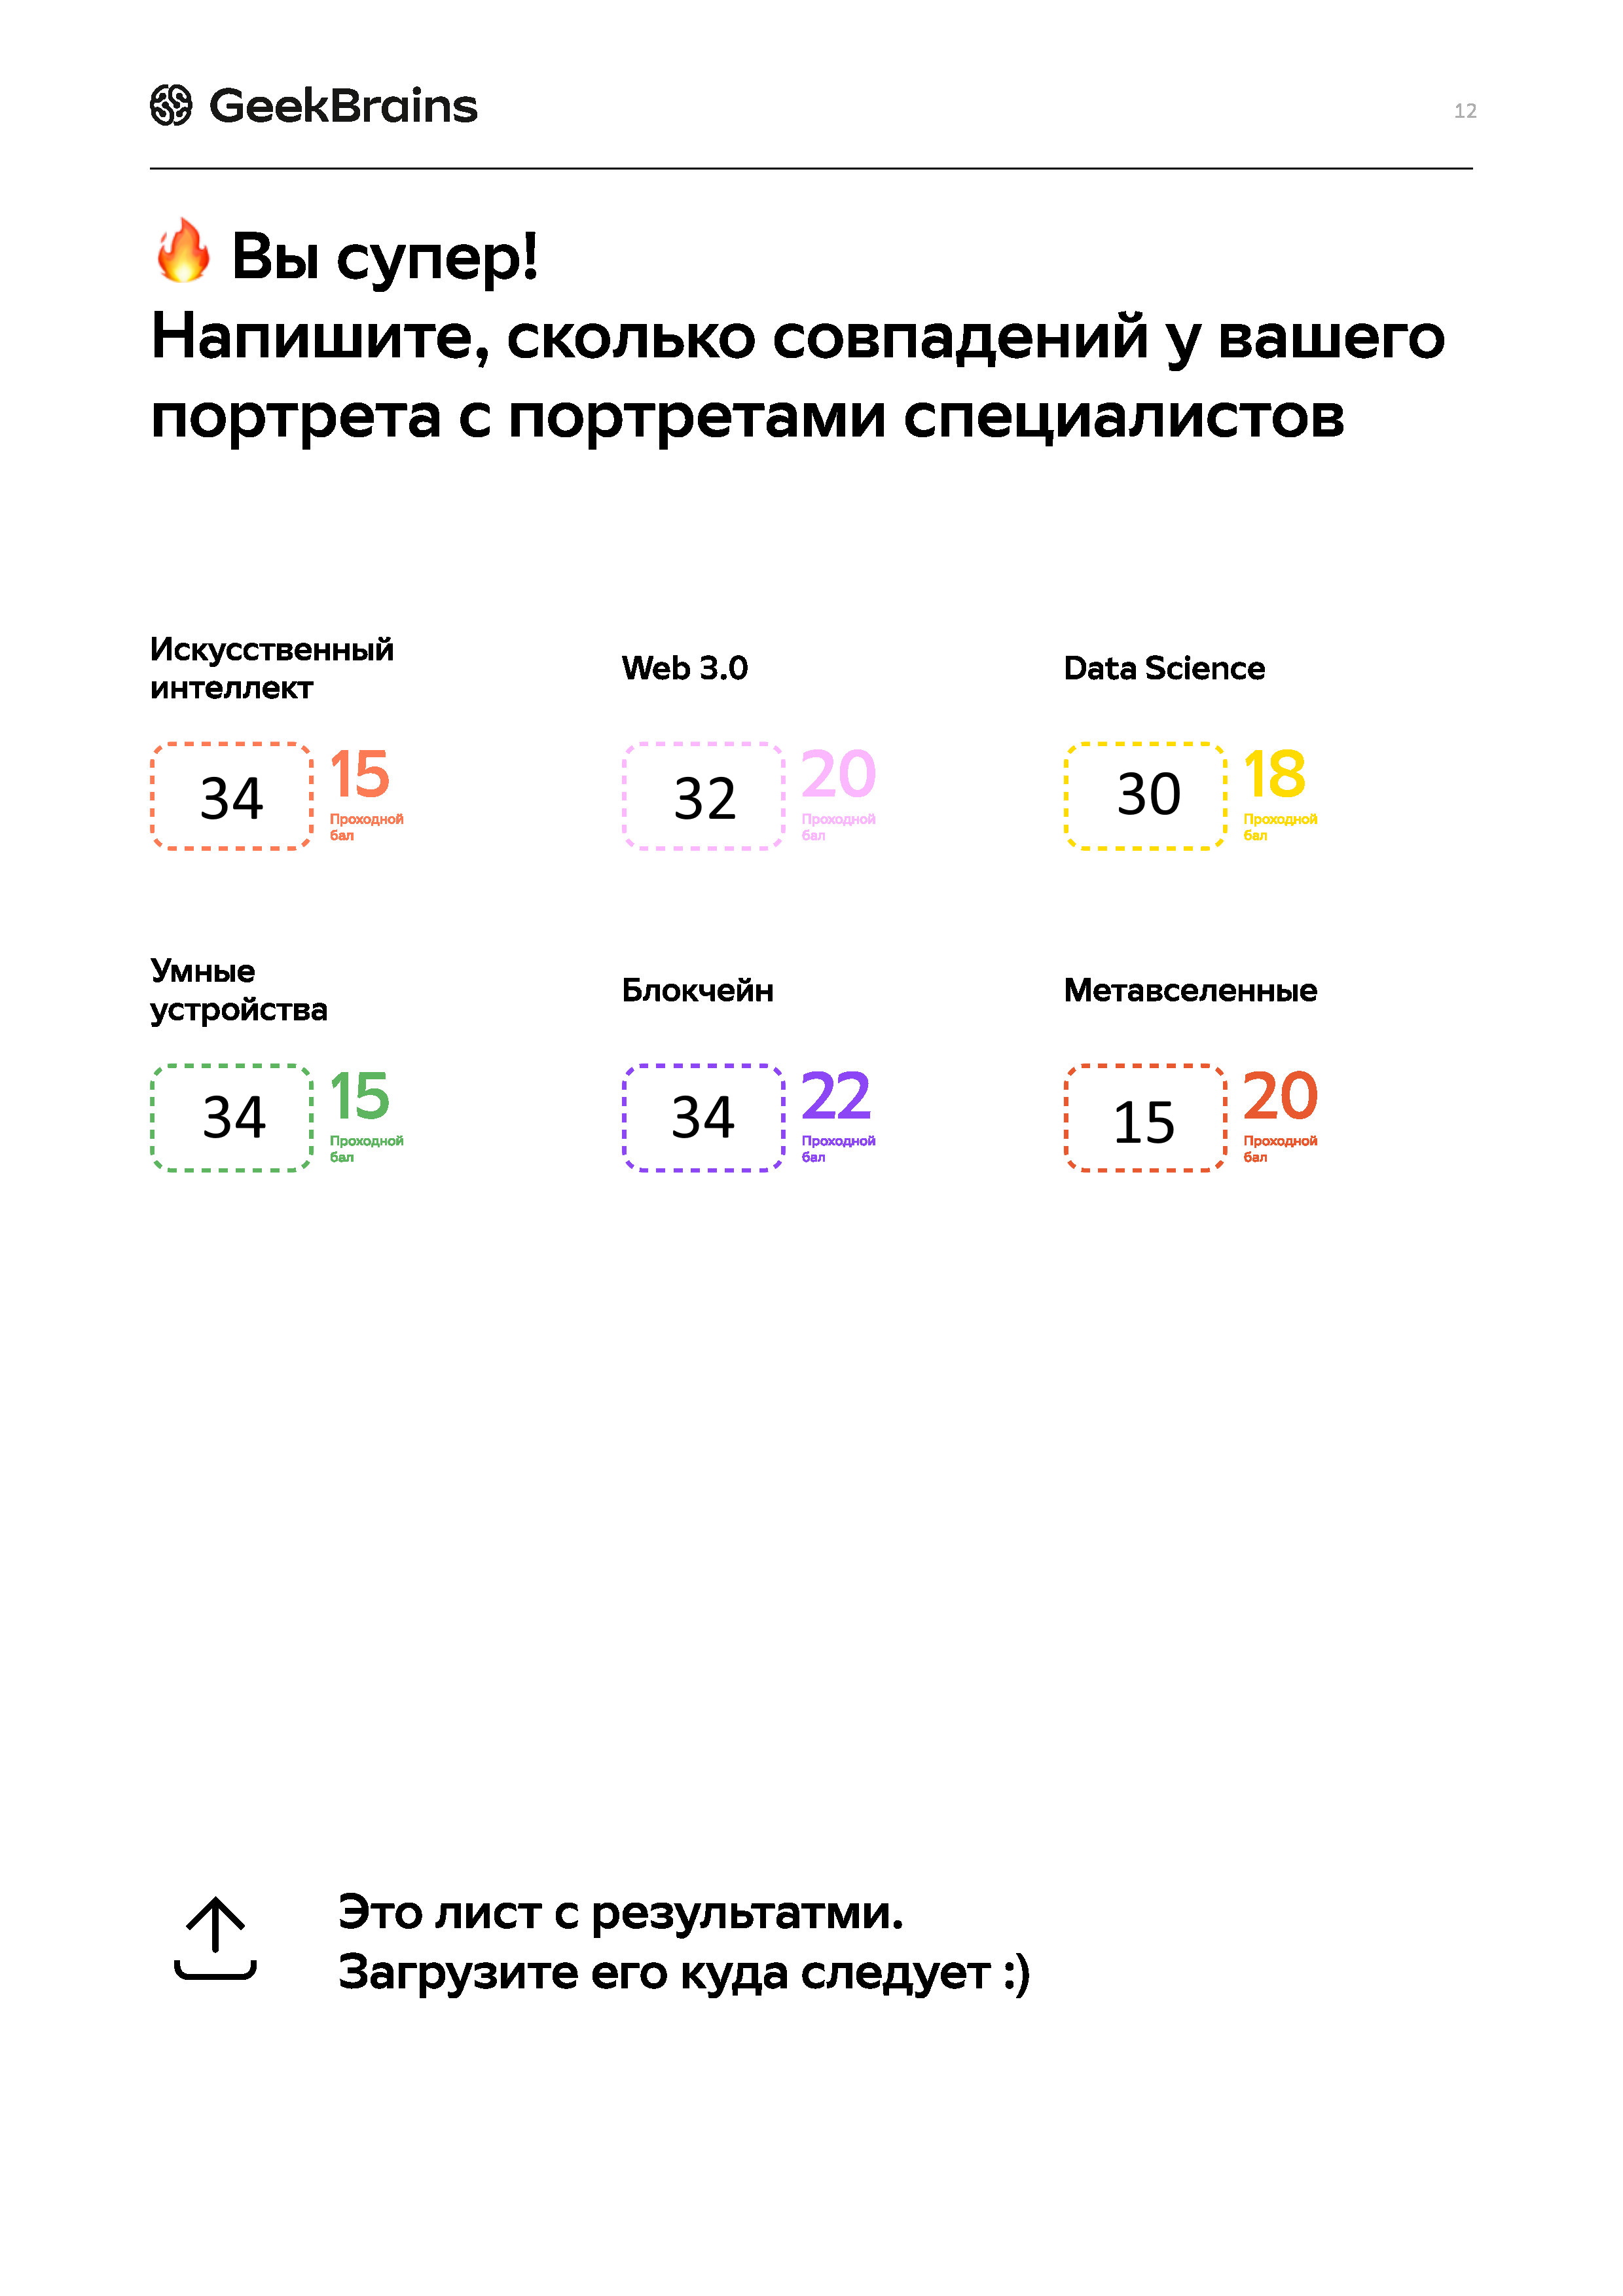 GeekBrains
12
🔥 Вы супер!
Напишите, сколько совпадений у вашего
портрета с портретами специалистов
Искусственный
интеллект
34
15
Проходной
бал
Web 3.0
32
20
Проходной
бал
Data Science
30
18
Проходной
бал
Умные
устройства
34
15
Проходной
бал
Блокчейн
34
22
Проходной
бал
Метавселенные
15
20
Проходной
бал
Это лист с результатми.
Загрузите его куда следует :)